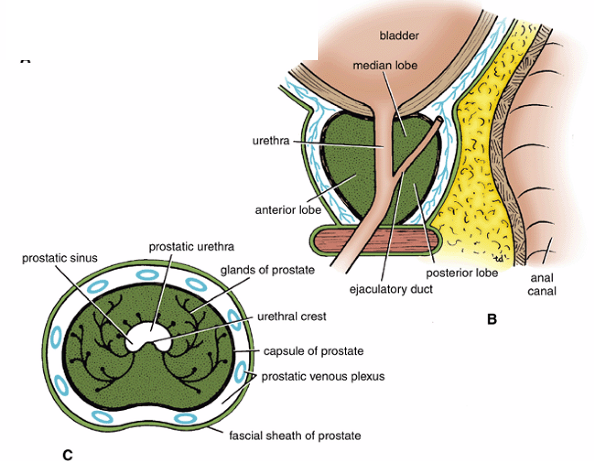 bladder
median lobe
urethra
anterior lobe
posterior lobe
ejaculatory duct
anal
canal
B
prostatic sinus
prostatic urethra
glands of prostate
urethral crest
capsule of prostate
prostatic venous plexus
fascial sheath of prostate
C